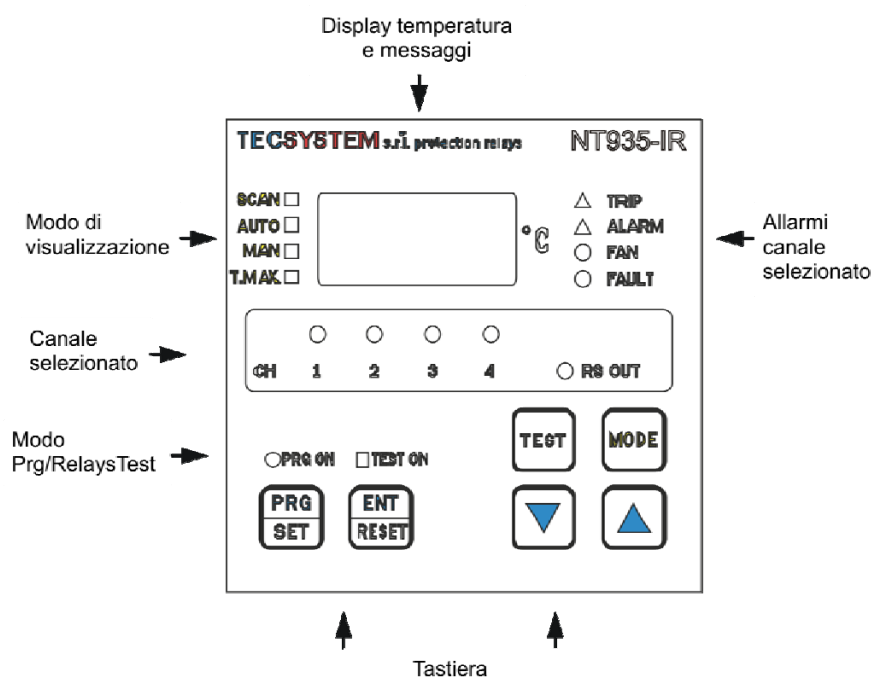 Display temperatura
e messaggi
TECSYSTEM s.r.l. protection relays
NT935-IR
Modo di
visualizzazione
SCAN
AUTO
MAN
T.MAX.
°C
TRIP
ALARM
FAN
FAULT
Allarmi
canale
selezionato
Canale
selezionato
CH 1 2 3 4 RS OUT
Modo
Prg/RelaysTest
PRG ON TEST ON
TEST MODE
PRG
SET
ENT
RESET
Tastiera